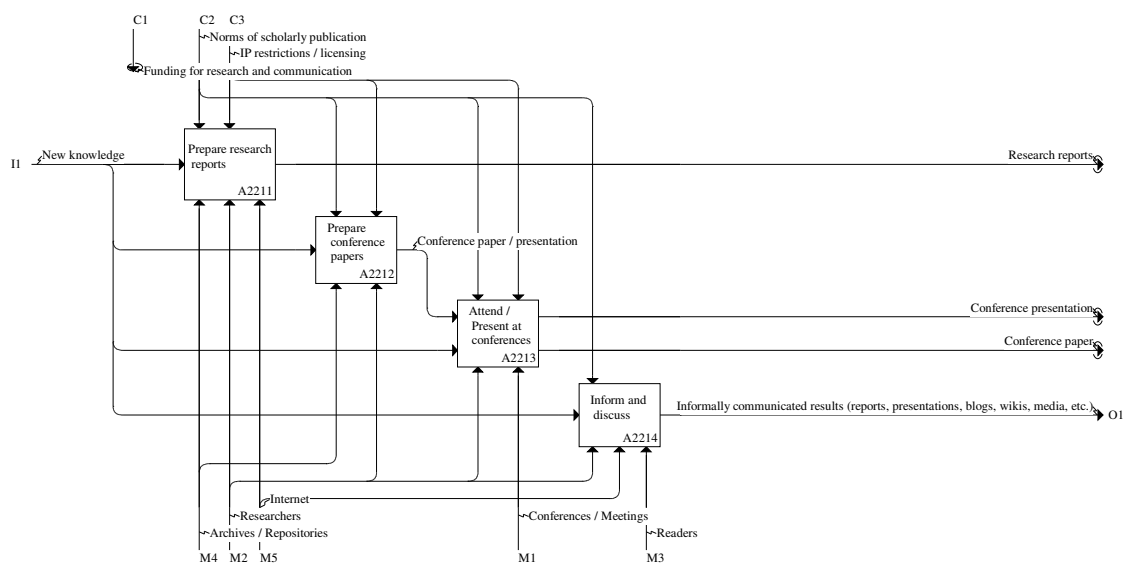 C1
C2
C3
Norms of scholarly publication
IP restrictions / licensing
Funding for research and communication
I1
New knowledge
Prepare research
reports
A2211
Research reports
Prepare
conference
papers
A2212
Conference paper / presentation
Attend /
Present at
conferences
A2213
Conference presentation
Conference paper
Inform and
discuss
A2214
Informally communicated results (reports, presentations, blogs, wikis, media, etc.)
O1
Internet
Researchers
Conferences / Meetings
Archives / Repositories
Readers
M4
M2
M5
M1
M3